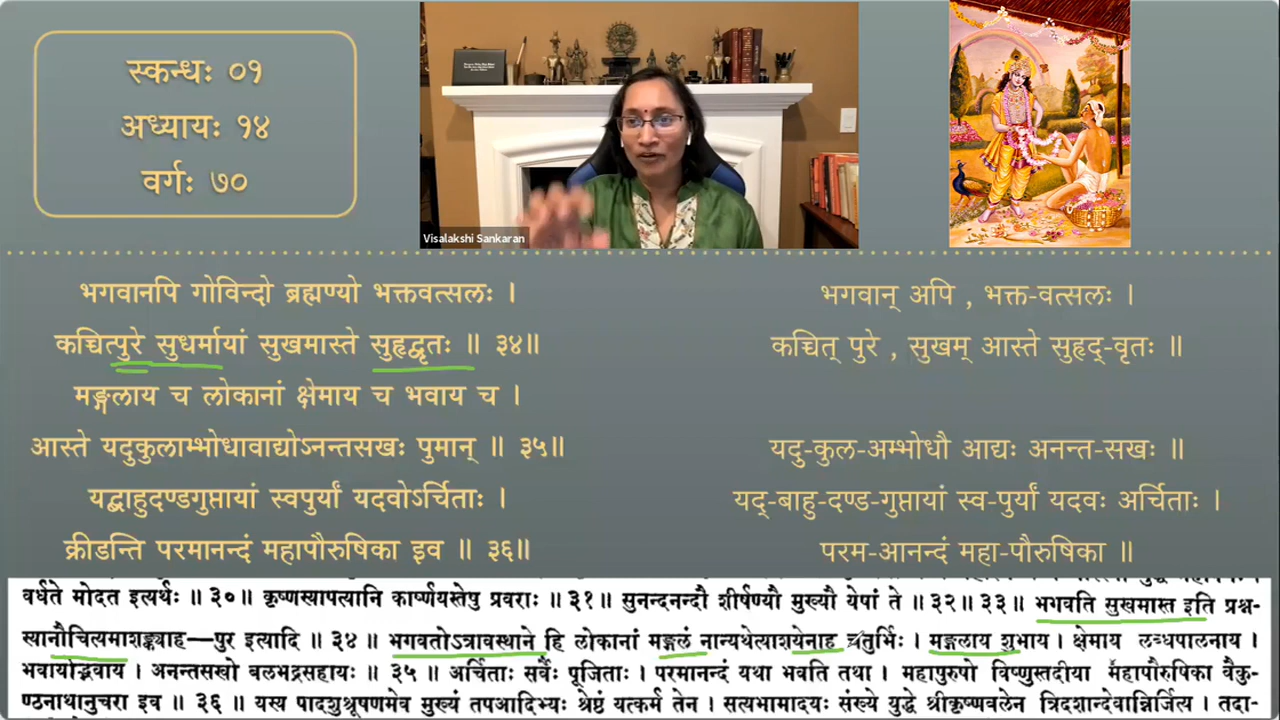 स्कन्धः ०१
अध्यायः १४
वर्गः ७०
Visalakshi Sankaran
भगवानपि गोविन्दो ब्रह्मण्यो भक्तवत्सलः ।
कच्चित्पुरे सुधर्मायां सुखमास्ते सुहृद्वृतः ॥ ३४॥
मङ्गलाय च लोकानां क्षेमाय च भवाय च ।
आस्ते यदुकुलाम्भोधावाद्योऽनन्तसखः पुमान् ॥ ३५॥
यद्बाहुदण्डगुप्तायां स्वपुर्यां यदवोऽर्चिताः ।
क्रीडन्ति परमानन्दं महापौरुषिका इव ॥ ३६॥
भगवान् अपि , भक्त-वत्सलः ।
कच्चित् पुरे , सुखम् आस्ते सुहृद्-वृतः ॥
यदु-कुल-अम्भोधौ आद्यः अनन्त-सखः ॥
यद्-बाहु-दण्ड-गुप्तायां स्व-पुर्यां यदवः अर्चिताः ।
परम-आनन्दं महा-पौरुषिका ॥
वर्धते मोदत इत्यर्थः ॥ ३० ॥ कृष्णस्यापत्यानि कार्ष्णयस्तेषु प्रवराः ॥ ३१ ॥ सुनन्दनन्दौ शीर्षण्यौ मुख्यौ येषां ते ॥ ३२ ॥ ३३ ॥ भगवति सुखमास्त इति प्रश्न-
स्यानौचित्यमाशङ्क्याह—पुर इत्यादि ॥ ३४ ॥ भगवतोऽत्रावस्थाने हि लोकानां मङ्गलं नान्यथेत्याशयेनाह चतुर्भिः । मङ्गलाय शुभाय । क्षेमाय लब्धपालनाय ।
भवायोद्भवाय । अनन्तसखो बलभद्रसहायः ॥ ३५ ॥ अर्चिताः सर्वैः पूजिताः । परमानन्दं यथा भवति तथा । महापुरुषो विष्णुस्तदीया महापौरुषिका वैकु-
ण्ठनाथानुचरा इव ॥ ३६ ॥ यस्य पादशुश्रूषणमेव मुख्यं तपआदिभ्यः श्रेष्ठं यत्कर्म तेन । सत्यभामादयः संख्ये युद्धे श्रीकृष्णबलेन त्रिदशान्देवान्निर्जित्य । तदा-